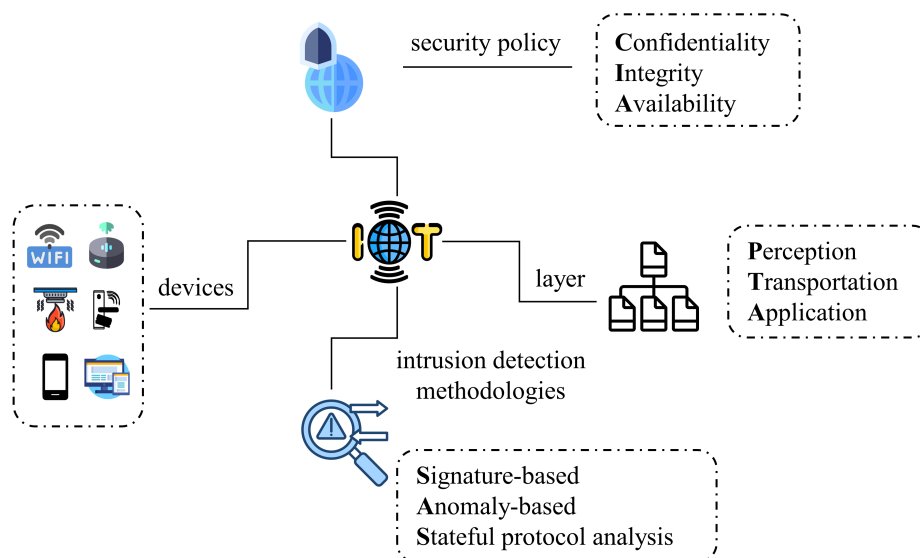 security policy
Confidentiality
Integrity
Availability
WIFI
devices
IOT
layer
Perception
Transportation
Application
intrusion detection
methodologies
Signature-based
Anomaly-based
Stateful protocol analysis